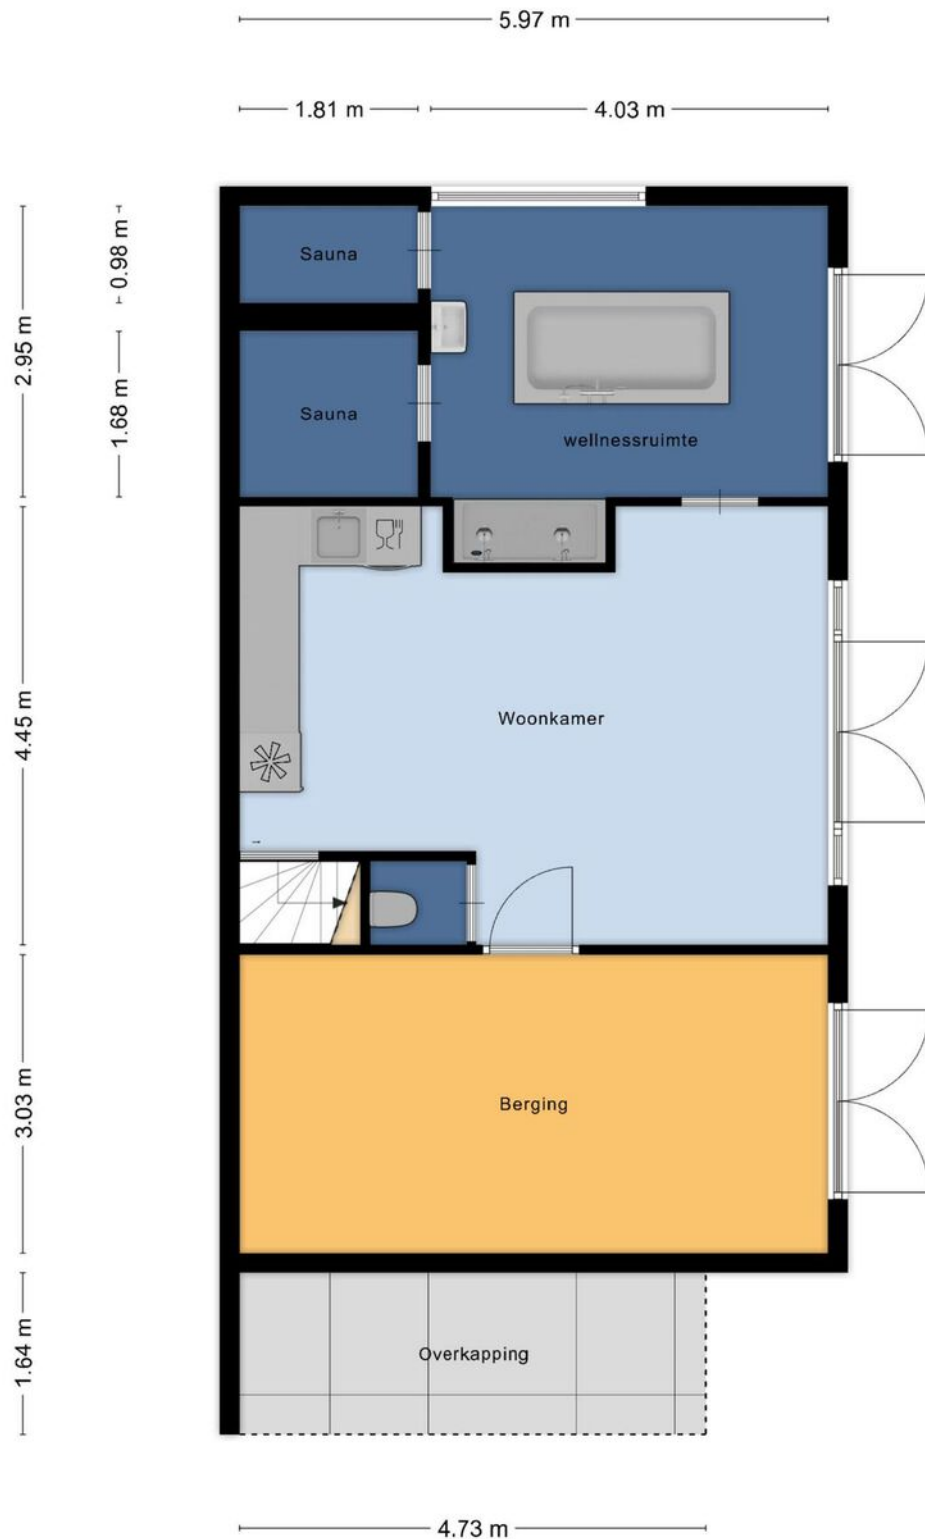 5.97 m
1.81 m
4.03 m
0.98 m
2.95 m
1.68 m
Sauna
Sauna
wellnessruimte
4.45 m
Woonkamer
3.03 m
Berging
1.64 m
Overkapping
4.73 m